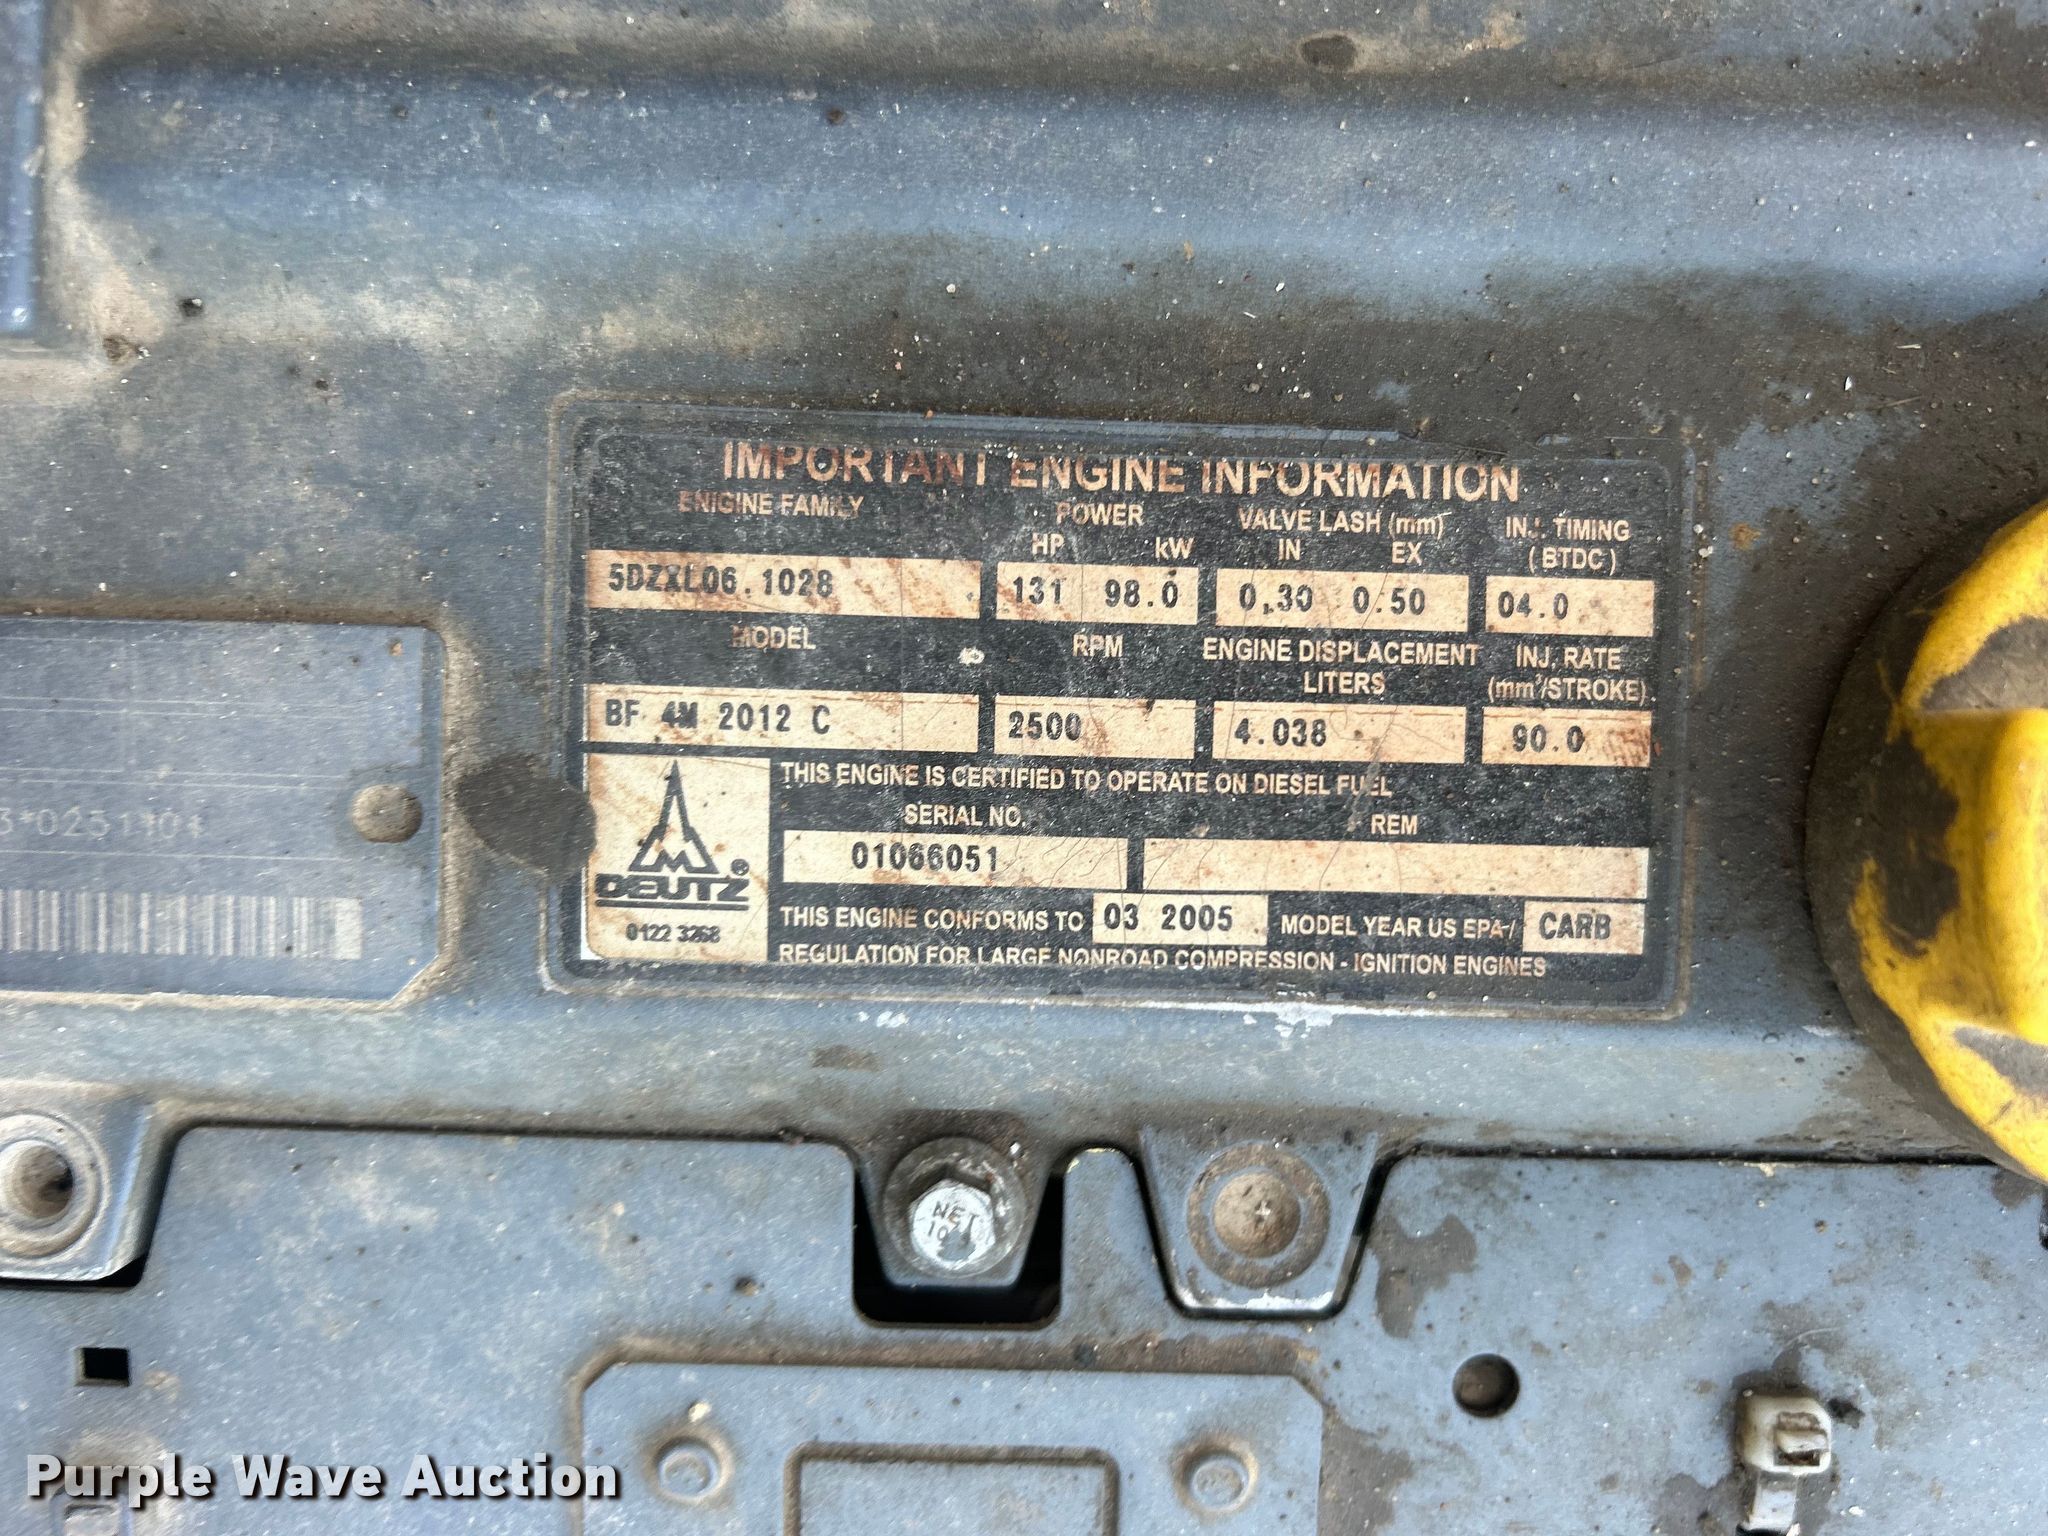 IMPORTANT ENGINE INFORMATION
ENIGINE FAMILY POWER VALVE LASH (mm) INJ. TIMING
HP kW IN EX (BTDC)
5DZXL06.1028 131 98.0 0.30 0.50 04.0
MODEL RPM ENGINE DISPLACEMENT INJ. RATE
LITERS (mm³/STROKE)
BF 4M 2012 C 2500 4.038 90.0
THIS ENGINE IS CERTIFIED TO OPERATE ON DIESEL FUEL
SERIAL NO. REM
01066051
DEUTZ ®
0122 3268
THIS ENGINE CONFORMS TO 03 2005 MODEL YEAR US EPA / CARB
REGULATION FOR LARGE NONROAD COMPRESSION - IGNITION ENGINES
NET
Purple Wave Auction